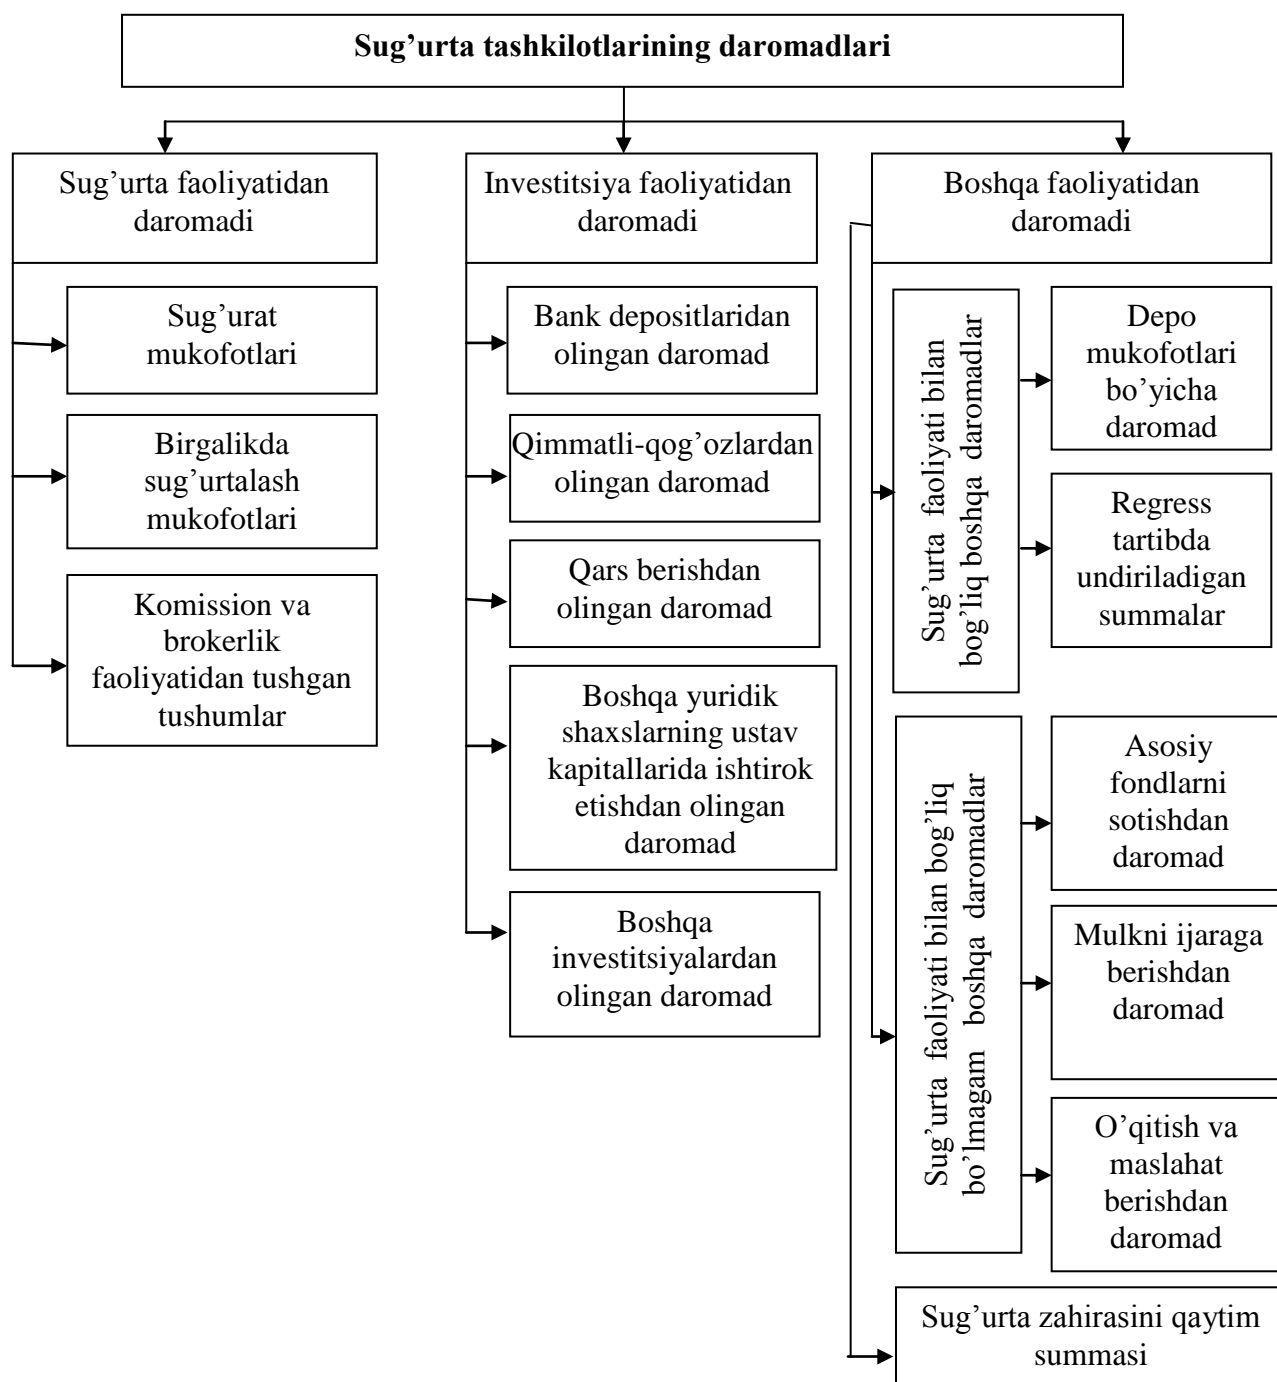 Sug’urta tashkilotlarining daromadlari
Sug’urta faoliyatidan
daromadi
Sug’urat
mukofotlari
Birgalikda
sug’urtalash
mukofotlari
Komission va
brokerlik
faoliyatidan tushgan
tushumlar
Investitsiya faoliyatidan
daromadi
Bank depositlaridan
olingan daromad
Qimmatli-qog’ozlardan
olingan daromad
Qars berishdan
olingan daromad
Boshqa yuridik
shaxslarning ustav
kapitallarida ishtirok
etishdan olingan
daromad
Boshqa
investitsiyalardan
olingan daromad
Boshqa faoliyatidan
daromadi
Sug’urta faoliyati bilan
bog’liq boshqa daromadlar
Depo
mukofotlari
bo’yicha
daromad
Regress
tartibda
undiriladigan
summalar
Sug’urta faoliyati bilan bog’liq
bo’lmagam boshqa daromadlar
Asosiy
fondlarni
sotishdan
daromad
Mulkni ijaraga
berishdan
daromad
O’qitish va
maslahat
berishdan
daromad
Sug’urta zahirasini qaytim
summasi